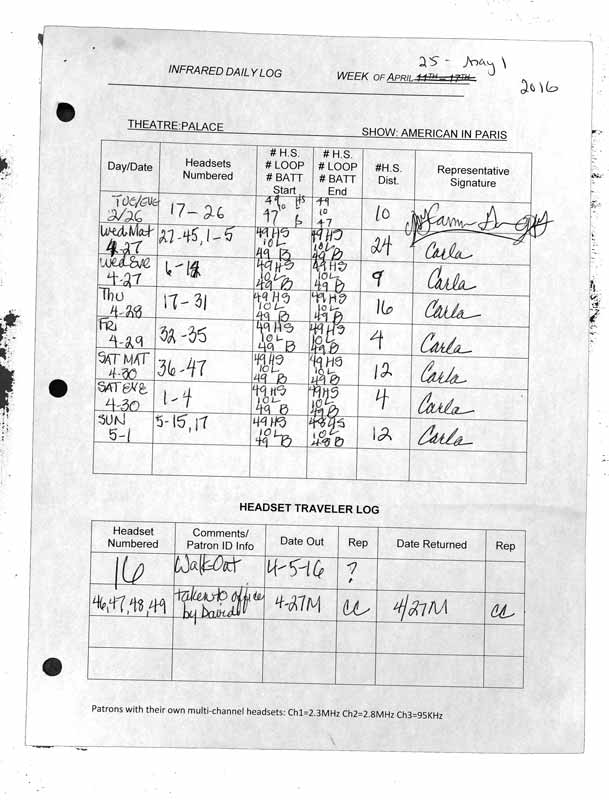 25 - May 1
INFRARED DAILY LOG WEEK OF APRIL 11TH – 17TH
2016
THEATRE: PALACE SHOW: AMERICAN IN PARIS
Day/Date Headsets Numbered # H.S. # LOOP # BATT Start # H.S. # LOOP # BATT End #H.S. Dist. Representative Signature
Tue/Eve 2/26 17 - 26 49 HS 10 47 B 49 10 47 10
Wed Mat 4-27 27-45, 1-5 49 HS 10 L 49 B 49 HS 10 L 49 B 24 Carla
Wed Eve 4-27 49 HS 10 L 49 B 49 HS 10 L 49 B 9 Carla
Thu 4-28 17-31 49 HS 10 L 49 B 49 HS 10 L 49 B 16 Carla
FRI 4-29 32-35 49 HS 10 L 49 B 49 HS 10 L 49 B 4 Carla
SAT MAT 4-30 36-47 49 HS 10 L 49 B 49 HS 10 L 49 B 12 Carla
SAT EVE 4-30 1-4 49 HS 10 L 49 B 49 HS 10 L 49 B 4 Carla
SUN 5-1 5-15, 17 49 HS 10 L 49 B 48 HS 10 L 48 B 12 Carla
HEADSET TRAVELER LOG
Headset Numbered Comments/ Patron ID Info Date Out Rep Date Returned Rep
16 Walk-Out 4-5-16 ?
46, 47, 48, 49 taken to office by David 4-27M CC 4/27M CC
Patrons with their own multi-channel headsets: Ch1=2.3MHz Ch2=2.8MHz Ch3=95KHz